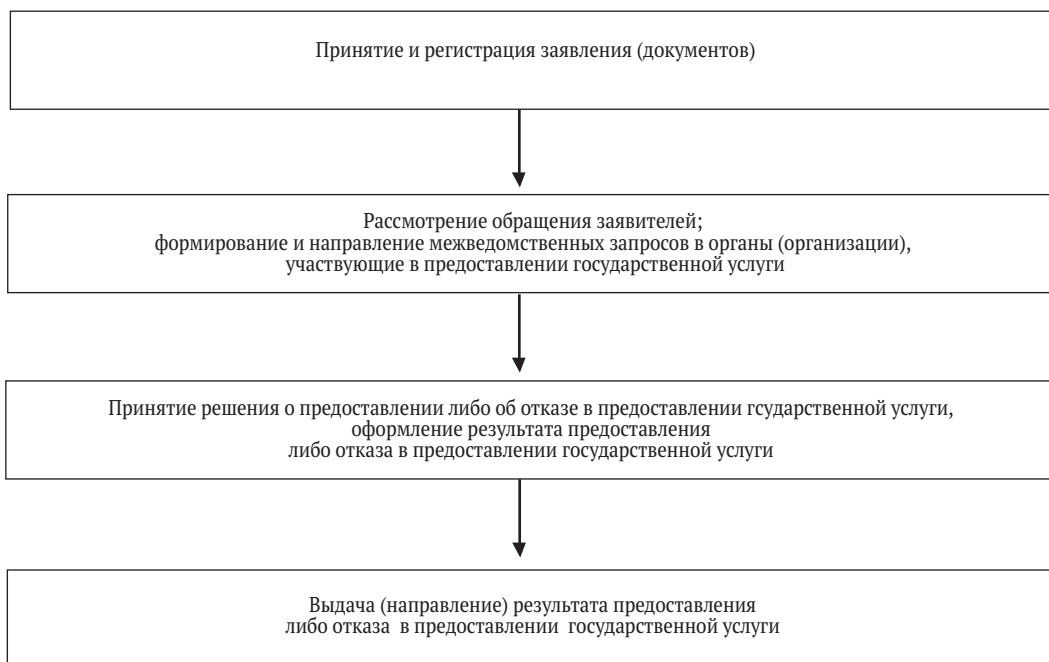 Принятие и регистрация заявления (документов)
Рассмотрение обращения заявителей;
формирование и направление межведомственных запросов в органы (организации),
участвующие в предоставлении государственной услуги
Принятие решения о предоставлении либо об отказе в предоставлении гсударственной услуги,
оформление результата предоставления
либо отказа в предоставлении государственной услуги
Выдача (направление) результата предоставления
либо отказа в предоставлении государственной услуги